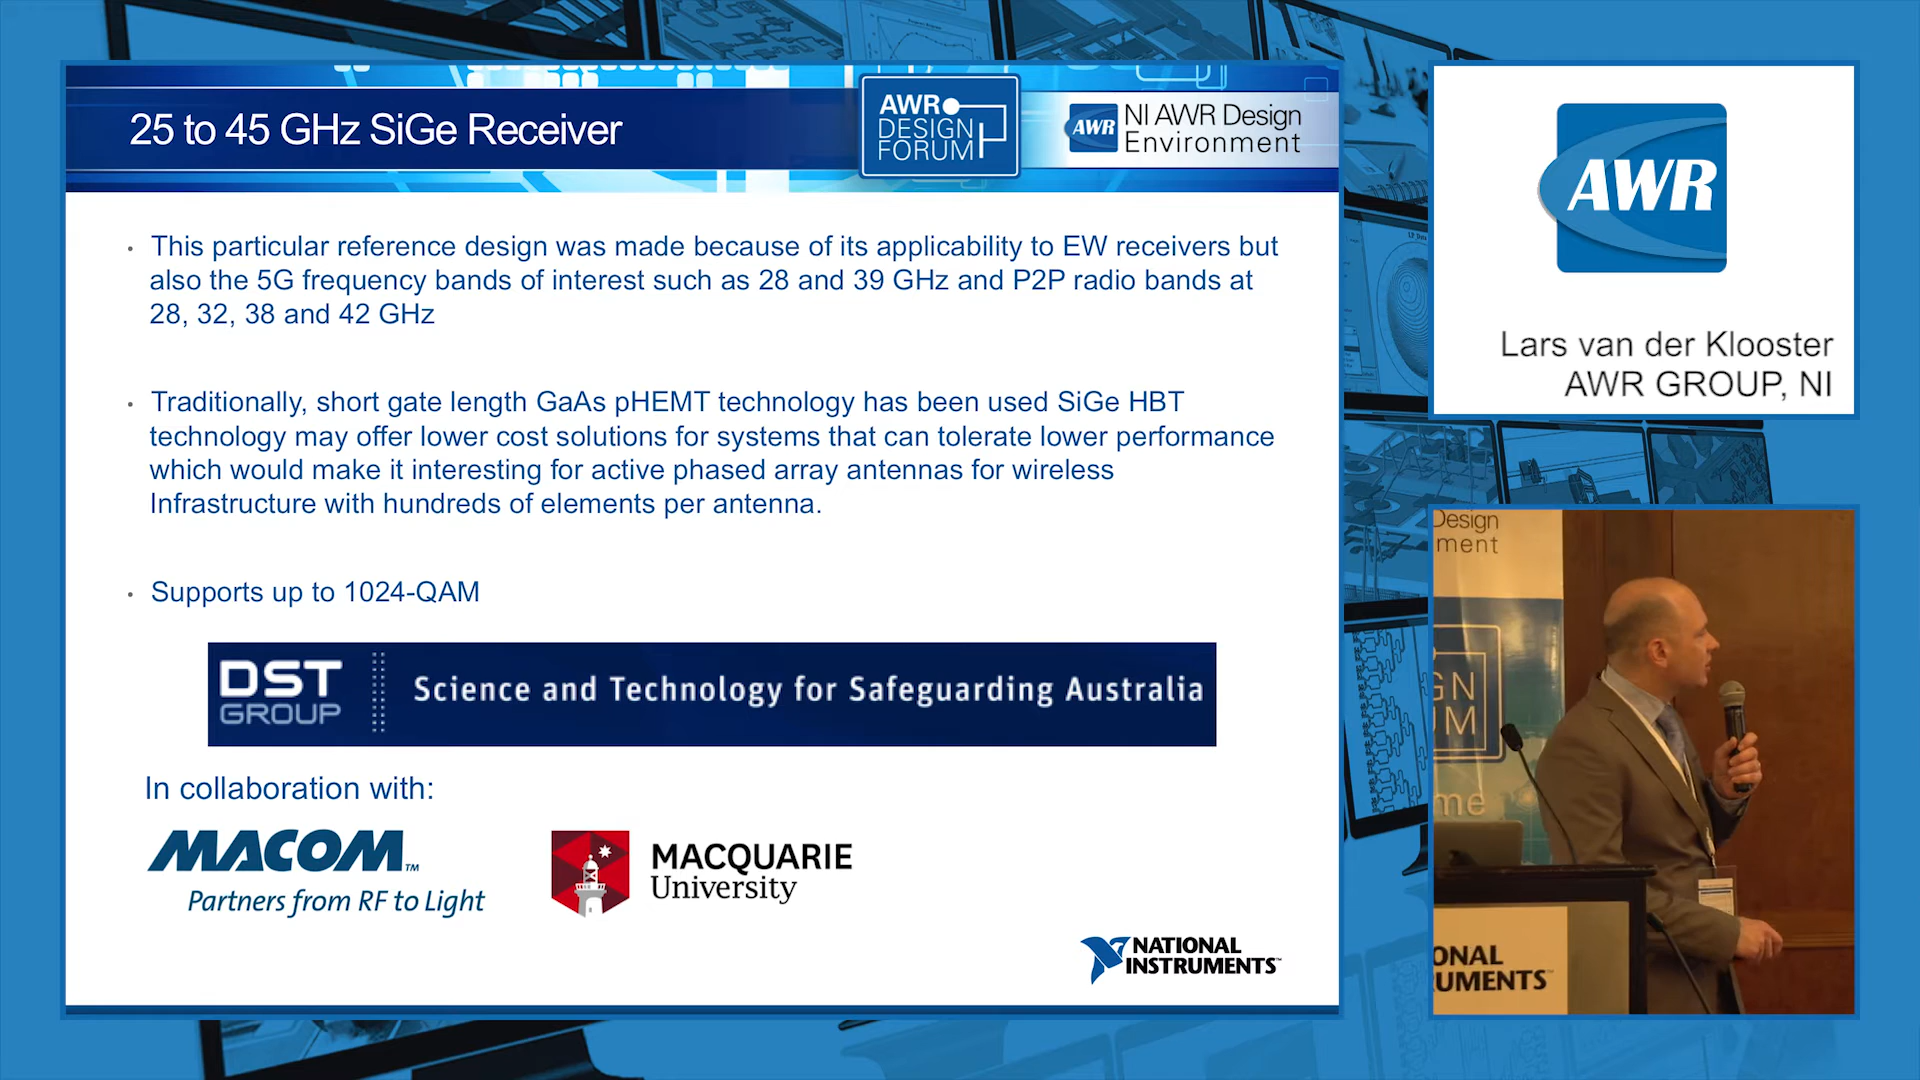 25 to 45 GHz SiGe Receiver
AWR
DESIGN
FORUM
AWR
NI AWR Design
Environment
• This particular reference design was made because of its applicability to EW receivers but
also the 5G frequency bands of interest such as 28 and 39 GHz and P2P radio bands at
28, 32, 38 and 42 GHz
• Traditionally, short gate length GaAs pHEMT technology has been used SiGe HBT
technology may offer lower cost solutions for systems that can tolerate lower performance
which would make it interesting for active phased array antennas for wireless
Infrastructure with hundreds of elements per antenna.
• Supports up to 1024-QAM
DST
GROUP
Science and Technology for Safeguarding Australia
In collaboration with:
MACOM™
Partners from RF to Light
MACQUARIE
University
NATIONAL
INSTRUMENTS™
AWR
Lars van der Klooster
AWR GROUP, NI
Design
ment
GN
UM
me
ONAL
RUMENTS™